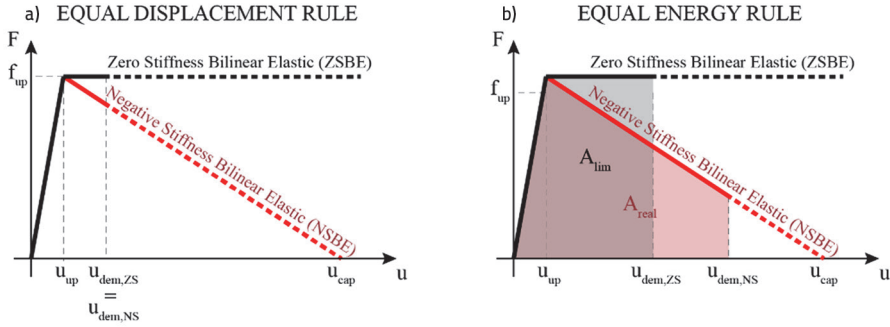 a) EQUAL DISPLACEMENT RULE
F
Zero Stiffness Bilinear Elastic (ZSBE)
f_up
Negative Stiffness Bilinear Elastic (NSBE)
u_up
u_dem,ZS
=
u_dem,NS
u_cap
u
b) EQUAL ENERGY RULE
F
Zero Stiffness Bilinear Elastic (ZSBE)
f_up
Negative Stiffness Bilinear Elastic (NSBE)
A_lim
A_real
u_up
u_dem,ZS
u_dem,NS
u_cap
u